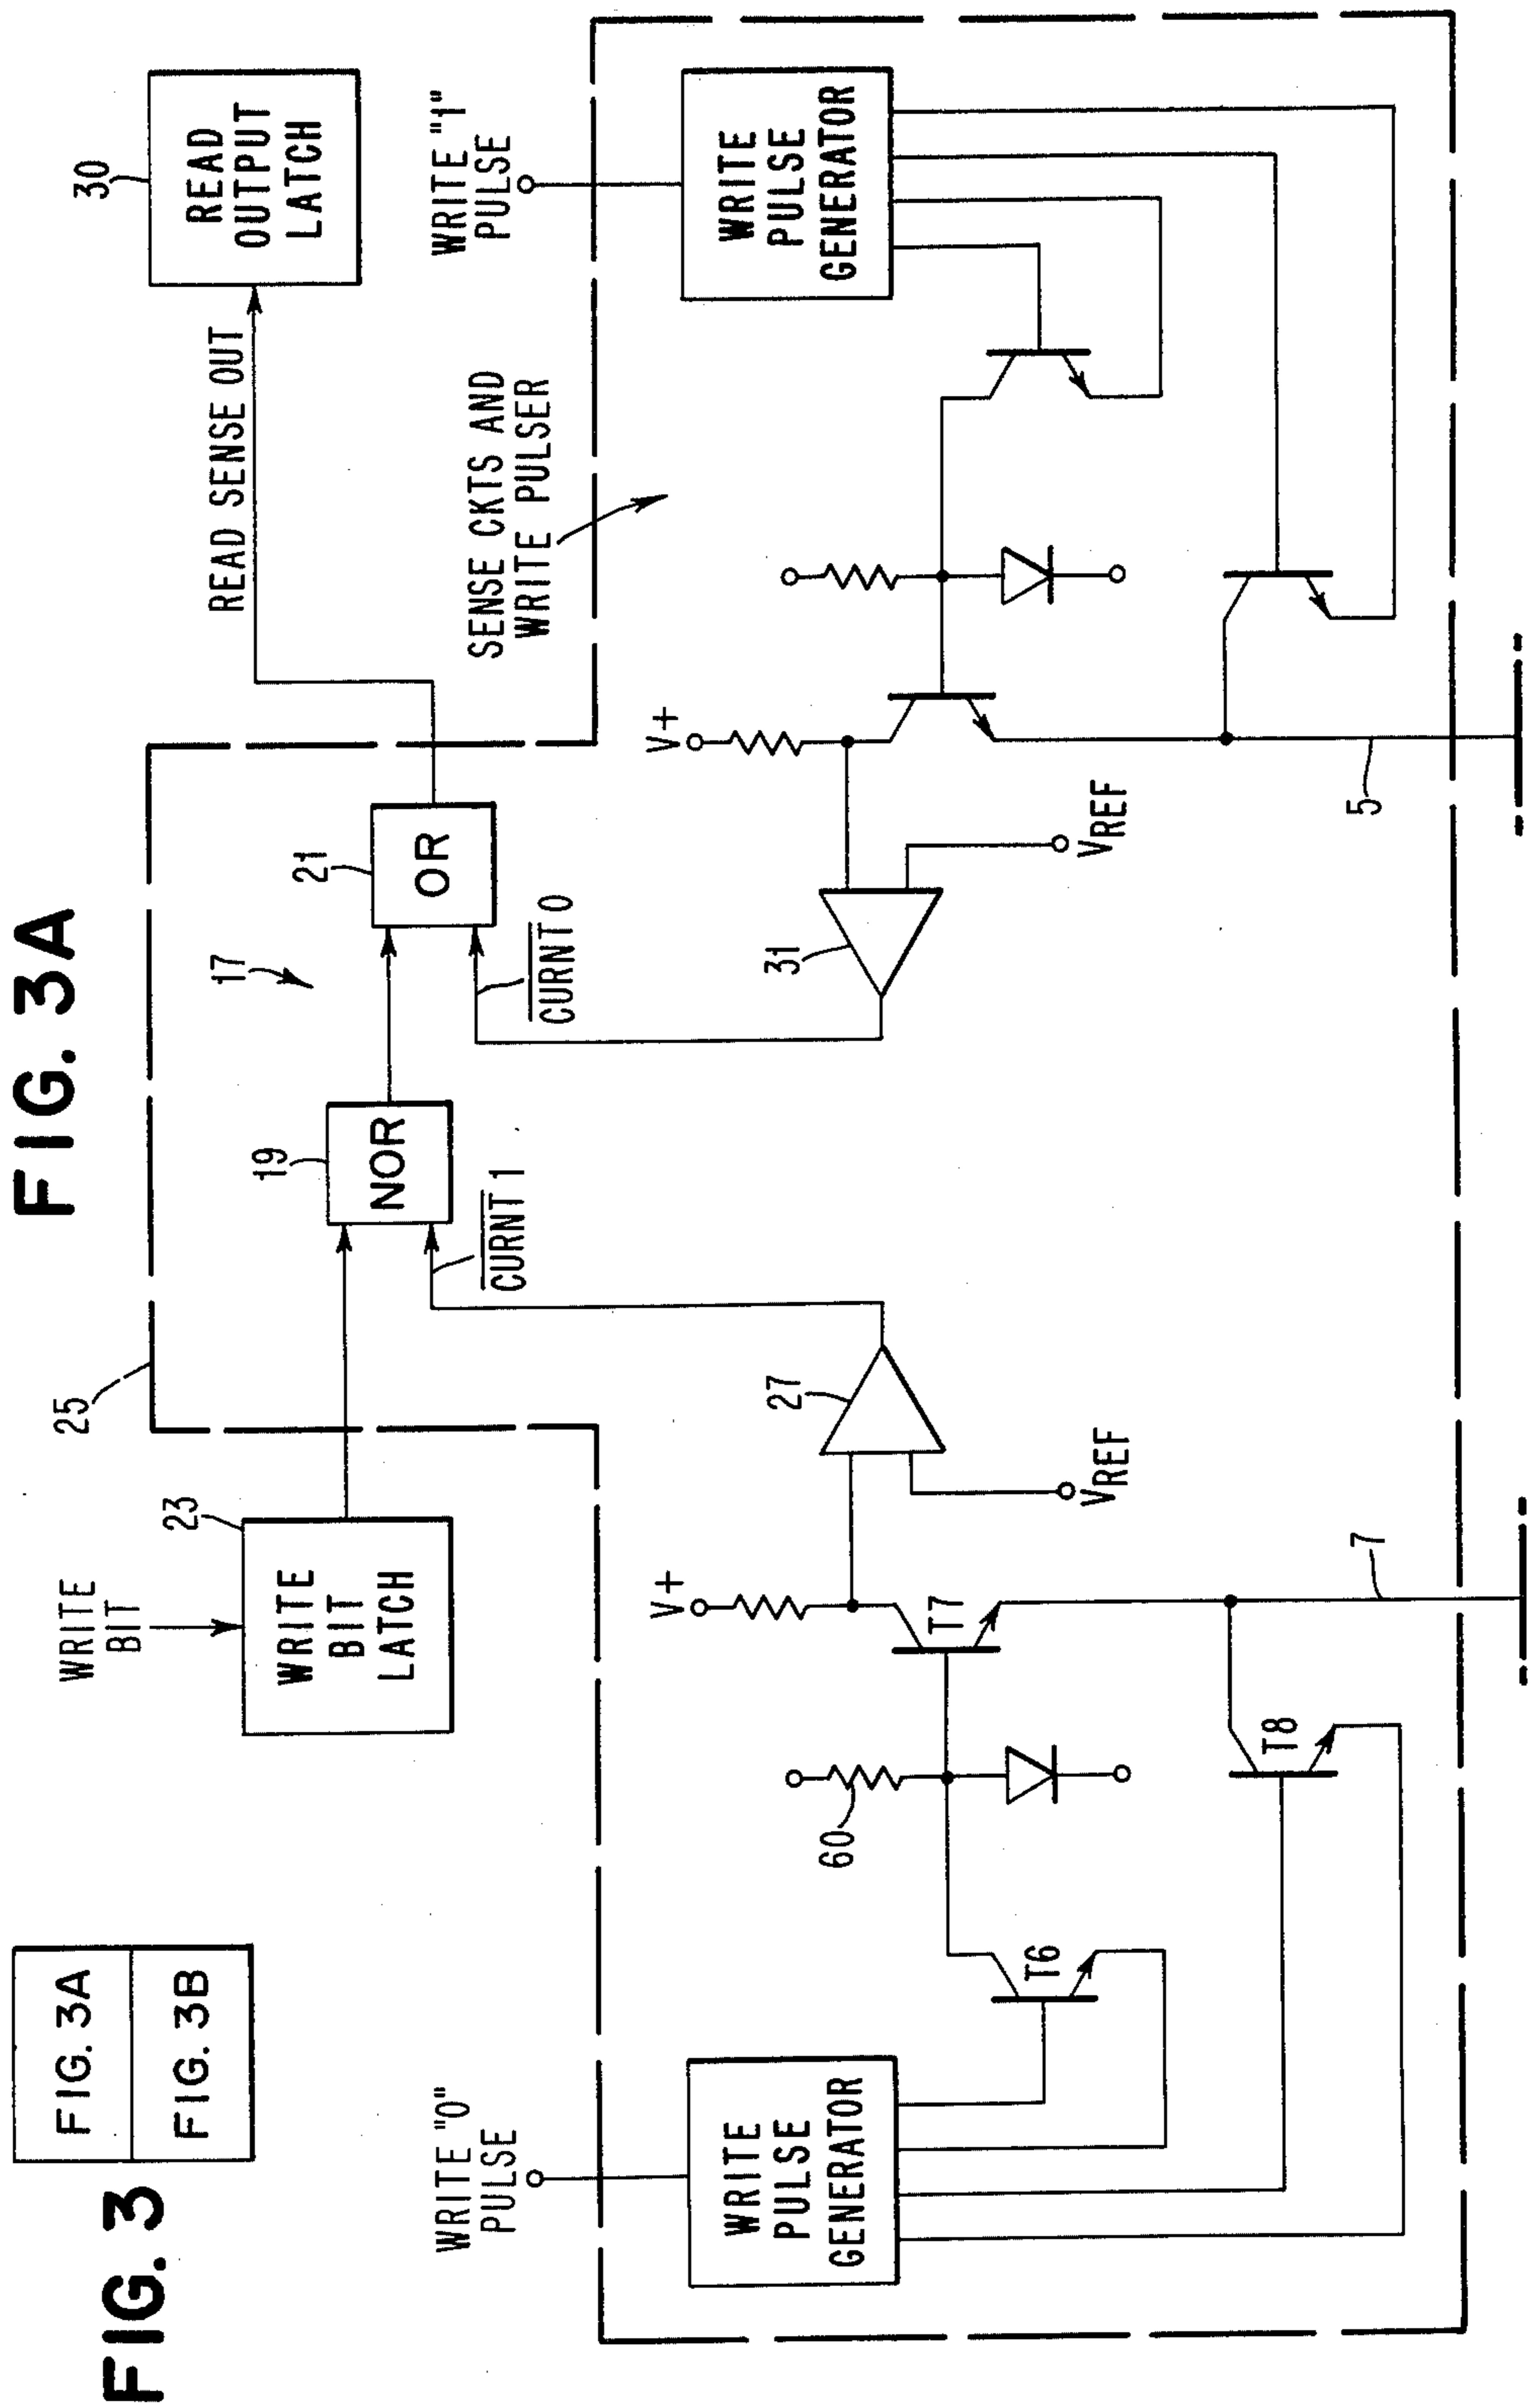 FIG. 3
FIG. 3A
FIG. 3B
FIG. 3A
WRITE
BIT
23
WRITE
BIT
LATCH
25
19
NOR
CURNT 1
17
21
OR
CURNT 0
READ SENSE OUT
30
READ
OUTPUT
LATCH
WRITE "0"
PULSE
WRITE
PULSE
GENERATOR
T6
60
V+
T7
T8
7
27
VREF
31
VREF
V+
5
SENSE CKTS AND
WRITE PULSER
WRITE "1"
PULSE
WRITE
PULSE
GENERATOR